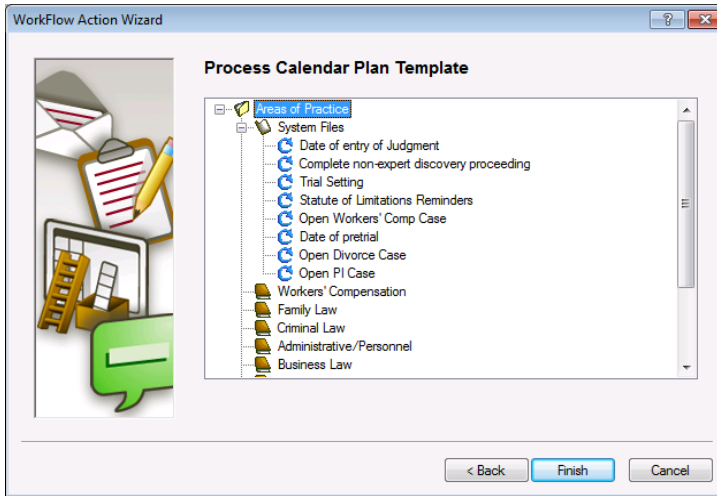 WorkFlow Action Wizard
Process Calendar Plan Template
Areas of Practice
System Files
Date of entry of Judgment
Complete non-expert discovery proceeding
Trial Setting
Statute of Limitations Reminders
Open Workers' Comp Case
Date of pretrial
Open Divorce Case
Open PI Case
Workers' Compensation
Family Law
Criminal Law
Administrative/Personnel
Business Law
< Back Finish Cancel